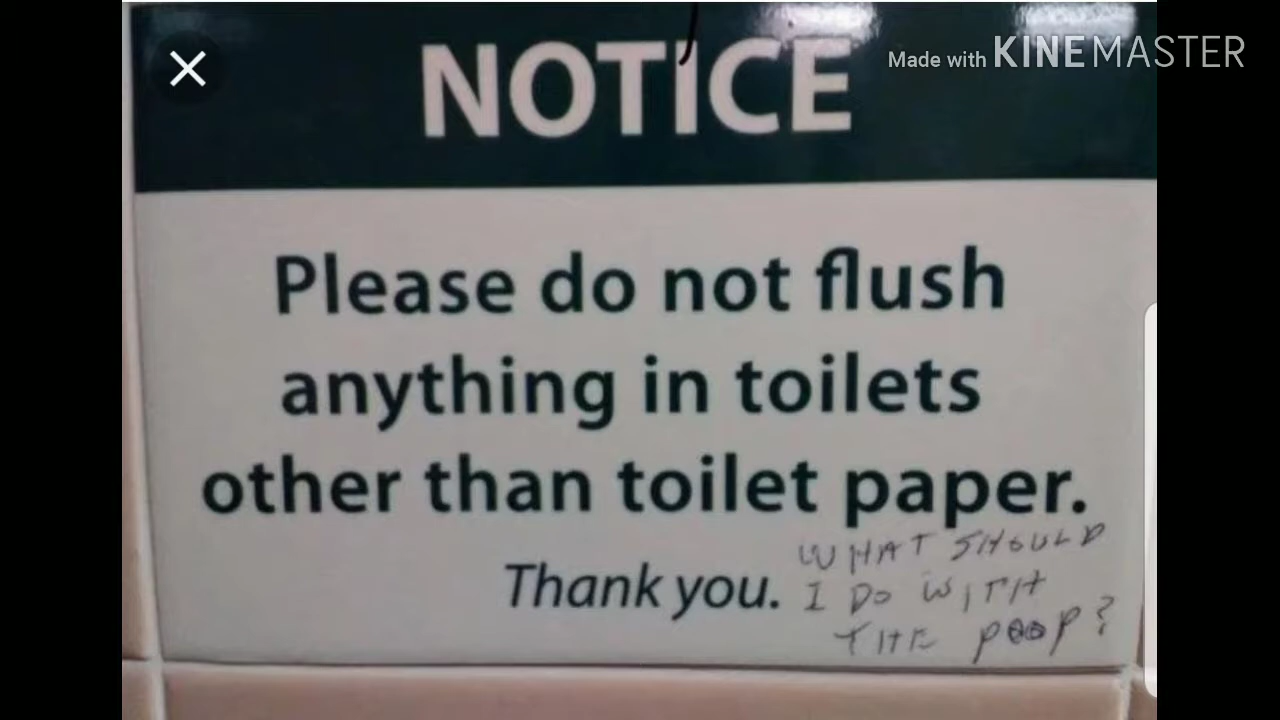 NOTICE
Made with KINEMASTER
Please do not flush
anything in toilets
other than toilet paper.
Thank you.
WHAT SHOULD
I DO WITH
THE POOP?